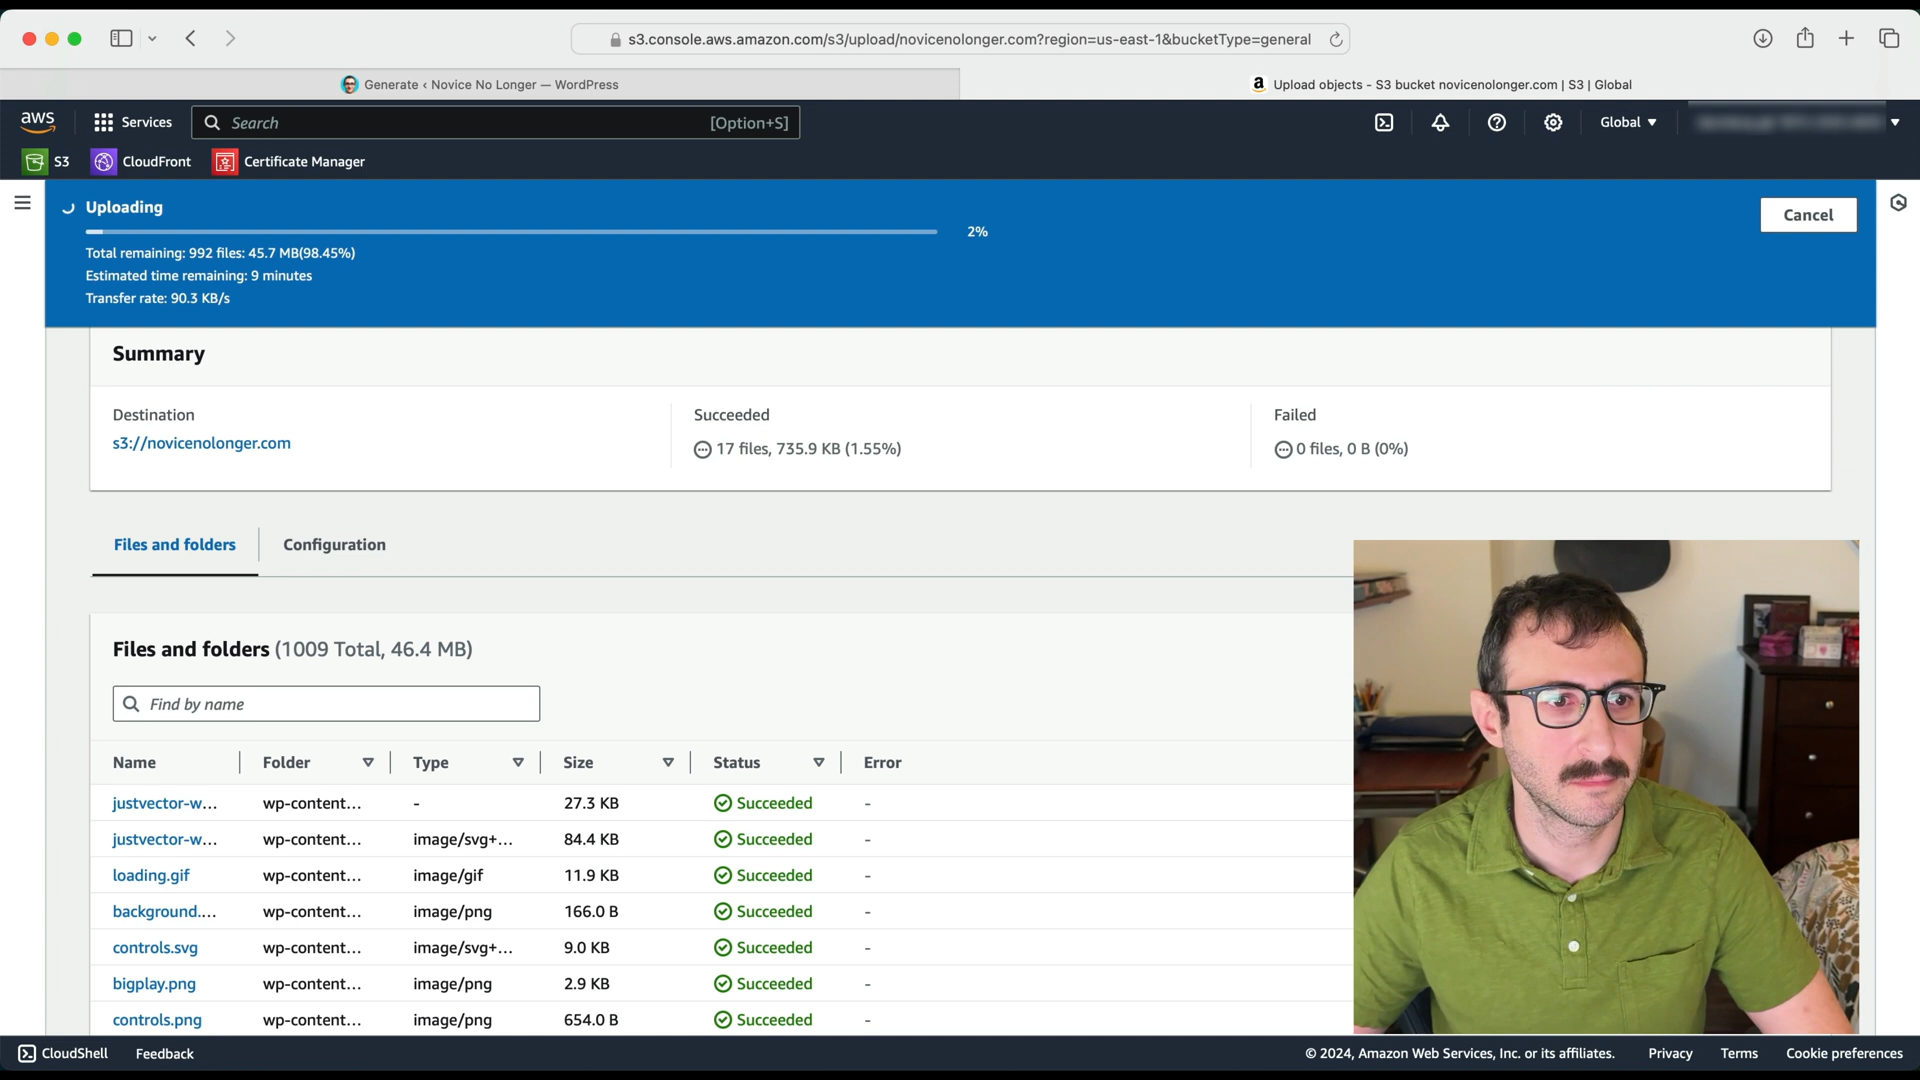 s3.console.aws.amazon.com/s3/upload/novicenolonger.com?region=us-east-1&bucketType=general
Generate ‹ Novice No Longer — WordPress
Upload objects - S3 bucket novicenolonger.com | S3 | Global
aws
Services
Search
[Option+S]
Global
S3
CloudFront
Certificate Manager
Uploading
Cancel
2%
Total remaining: 992 files: 45.7 MB(98.45%)
Estimated time remaining: 9 minutes
Transfer rate: 90.3 KB/s
Summary
Destination
s3://novicenolonger.com
Succeeded
17 files, 735.9 KB (1.55%)
Failed
0 files, 0 B (0%)
Files and folders
Configuration
Files and folders (1009 Total, 46.4 MB)
Find by name
Name Folder Type Size Status Error
justvector-w... wp-content... - 27.3 KB Succeeded -
justvector-w... wp-content... image/svg+... 84.4 KB Succeeded -
loading.gif wp-content... image/gif 11.9 KB Succeeded -
background.... wp-content... image/png 166.0 B Succeeded -
controls.svg wp-content... image/svg+... 9.0 KB Succeeded -
bigplay.png wp-content... image/png 2.9 KB Succeeded -
controls.png wp-content... image/png 654.0 B Succeeded -
CloudShell
Feedback
© 2024, Amazon Web Services, Inc. or its affiliates.
Privacy
Terms
Cookie preferences